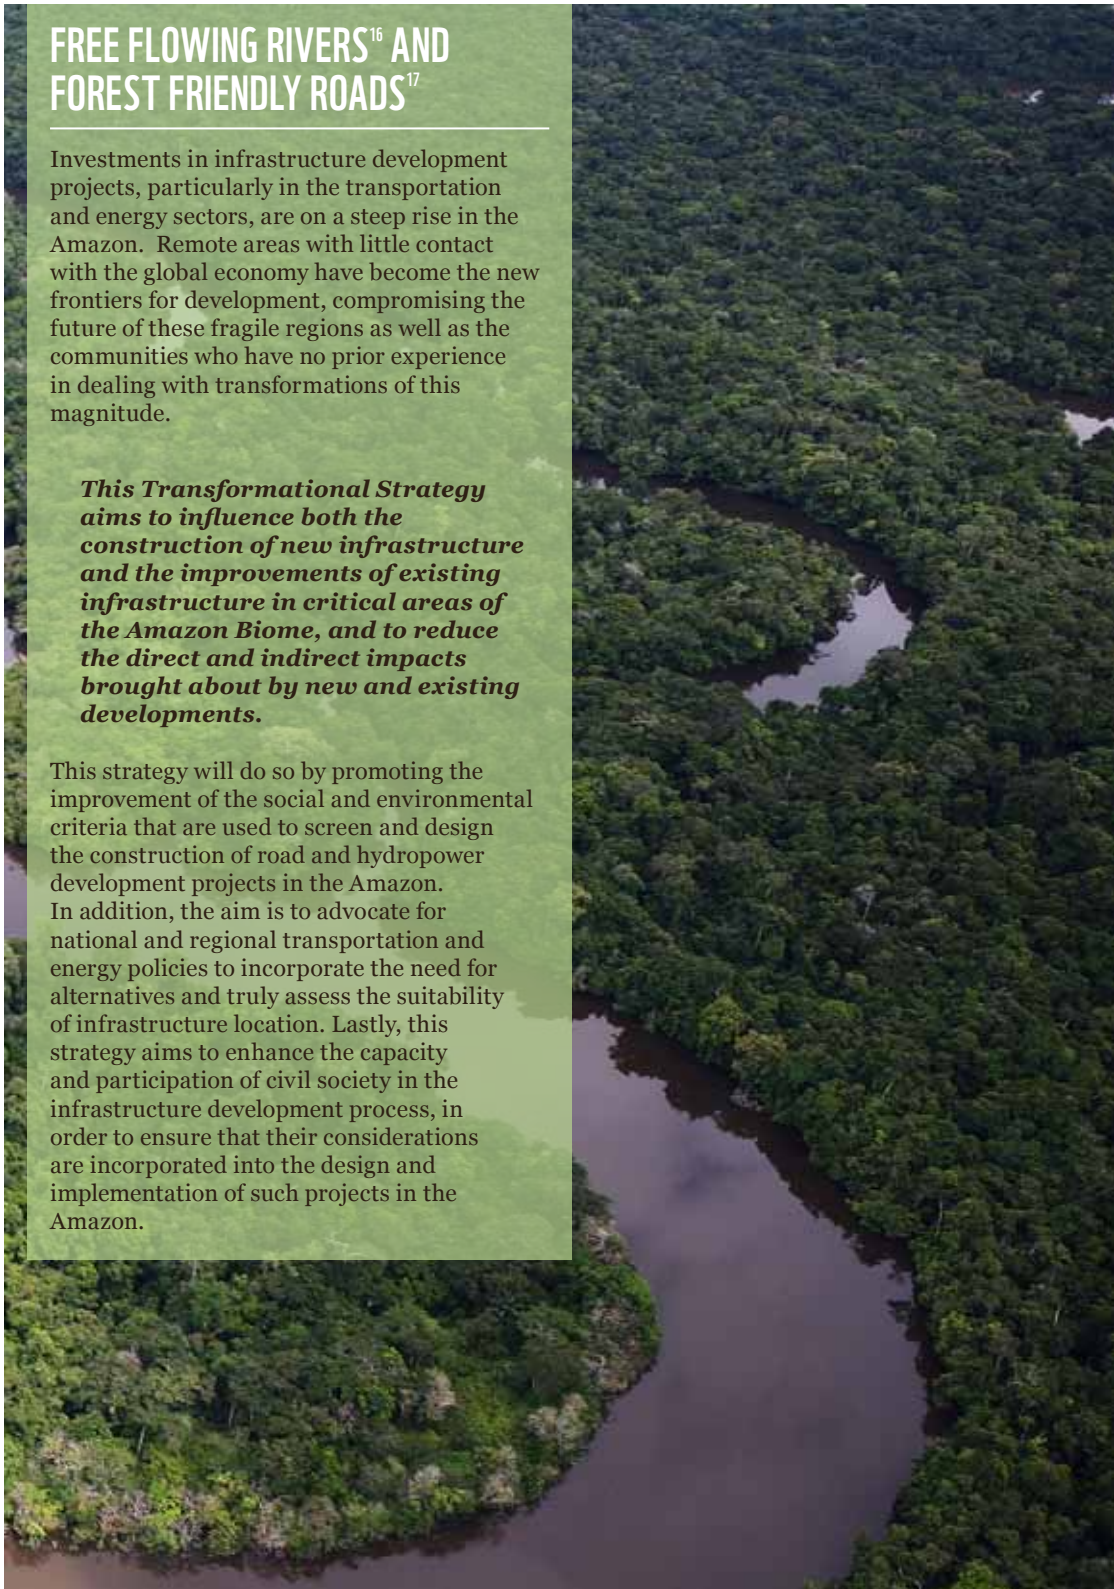 FREE FLOWING RIVERS16 AND
FOREST FRIENDLY ROADS17
Investments in infrastructure development
projects, particularly in the transportation
and energy sectors, are on a steep rise in the
Amazon.  Remote areas with little contact
with the global economy have become the new
frontiers for development, compromising the
future of these fragile regions as well as the
communities who have no prior experience
in dealing with transformations of this
magnitude.
This Transformational Strategy
aims to influence both the
construction of new infrastructure
and the improvements of existing
infrastructure in critical areas of
the Amazon Biome, and to reduce
the direct and indirect impacts
brought about by new and existing
developments.
This strategy will do so by promoting the
improvement of the social and environmental
criteria that are used to screen and design
the construction of road and hydropower
development projects in the Amazon.
In addition, the aim is to advocate for
national and regional transportation and
energy policies to incorporate the need for
alternatives and truly assess the suitability
of infrastructure location. Lastly, this
strategy aims to enhance the capacity
and participation of civil society in the
infrastructure development process, in
order to ensure that their considerations
are incorporated into the design and
implementation of such projects in the
Amazon.